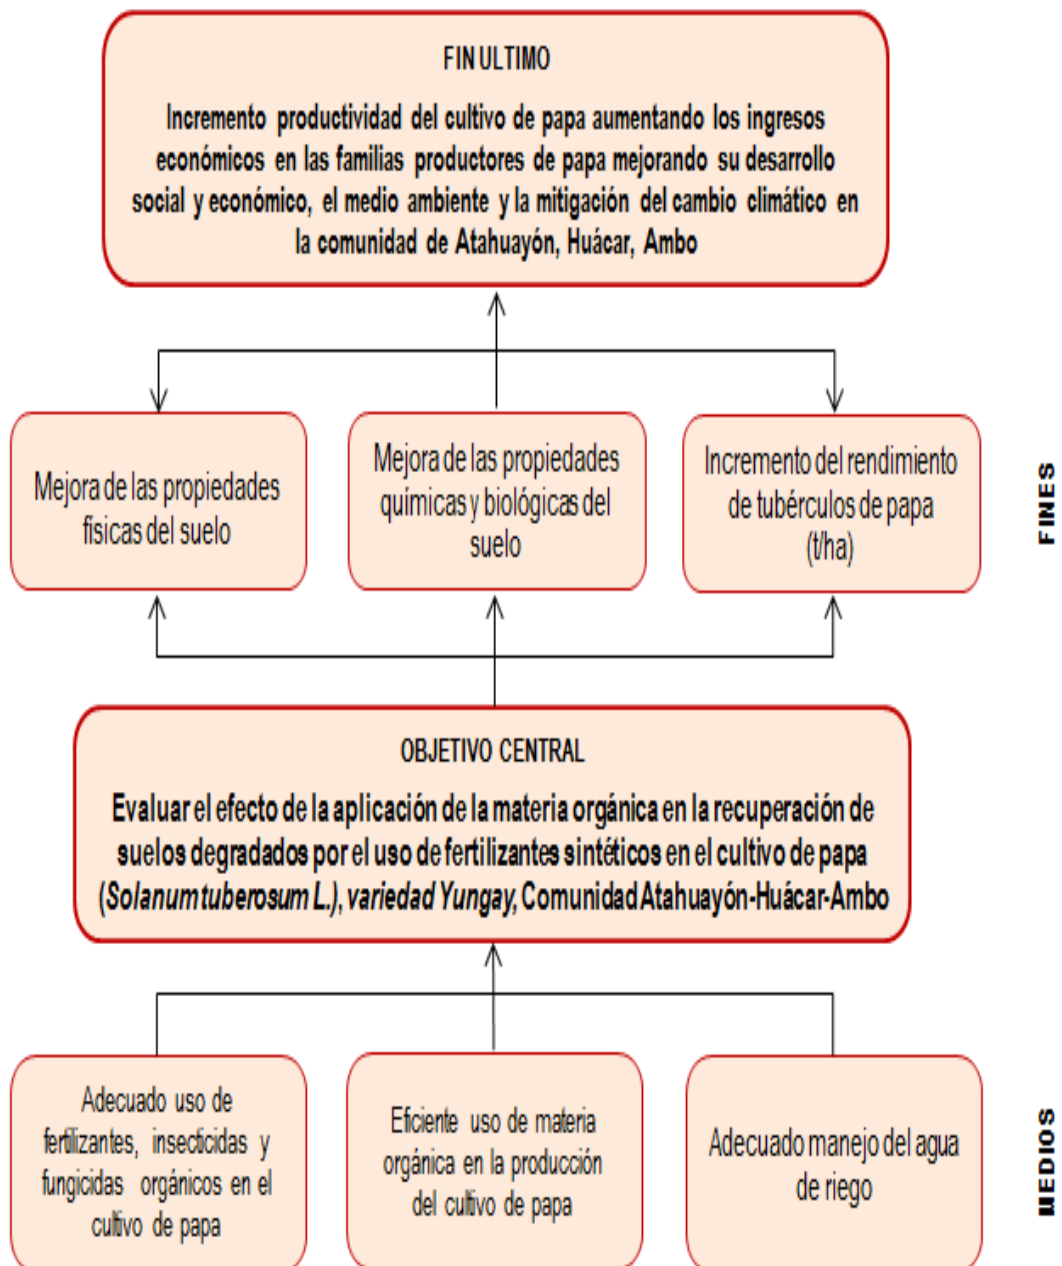 FIN ULTIMO
Incremento productividad del cultivo de papa aumentando los ingresos
económicos en las familias productores de papa mejorando su desarrollo
social y económico, el medio ambiente y la mitigación del cambio climático en
la comunidad de Atahuayón, Huácar, Ambo
Mejora de las propiedades
físicas del suelo
Mejora de las propiedades
químicas y biológicas del
suelo
Incremento del rendimiento
de tubérculos de papa
(t/ha)
FINES
OBJETIVO CENTRAL
Evaluar el efecto de la aplicación de la materia orgánica en la recuperación de
suelos degradados por el uso de fertilizantes sintéticos en el cultivo de papa
(Solanum tuberosum L.), variedad Yungay, Comunidad Atahuayón-Huácar-Ambo
Adecuado uso de
fertilizantes, insecticidas y
fungicidas orgánicos en el
cultivo de papa
Eficiente uso de materia
orgánica en la producción
del cultivo de papa
Adecuado manejo del agua
de riego
MEDIOS